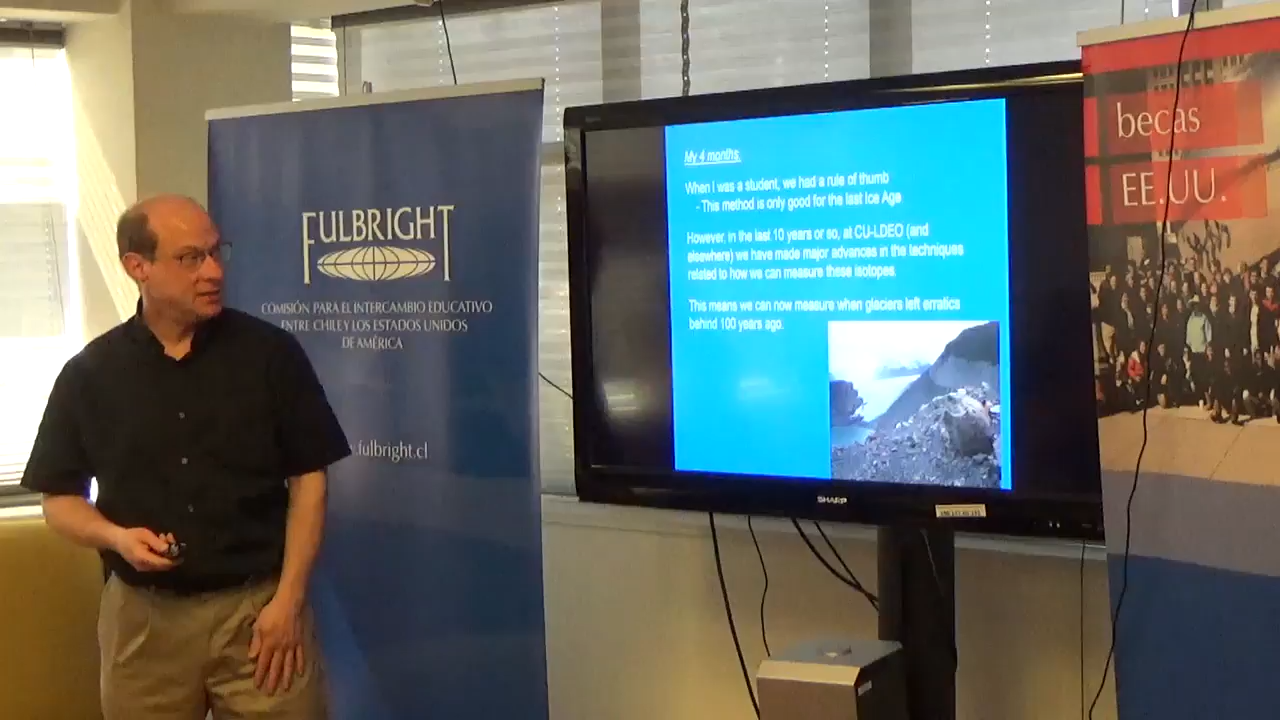 FULBRIGHT
COMISIÓN PARA EL INTERCAMBIO EDUCATIVO
ENTRE CHILE Y LOS ESTADOS UNIDOS
DE AMÉRICA
.fulbright.cl
My 4 months:
When I was a student, we had a rule of thumb
- This method is only good for the last Ice Age
However, in the last 10 years or so, at CU-LDEO (and
elsewhere) we have made major advances in the techniques
related to how we can measure these isotopes.
This means we can now measure when glaciers left erratics
behind 100 years ago.
SHARP
becas
EE.UU.